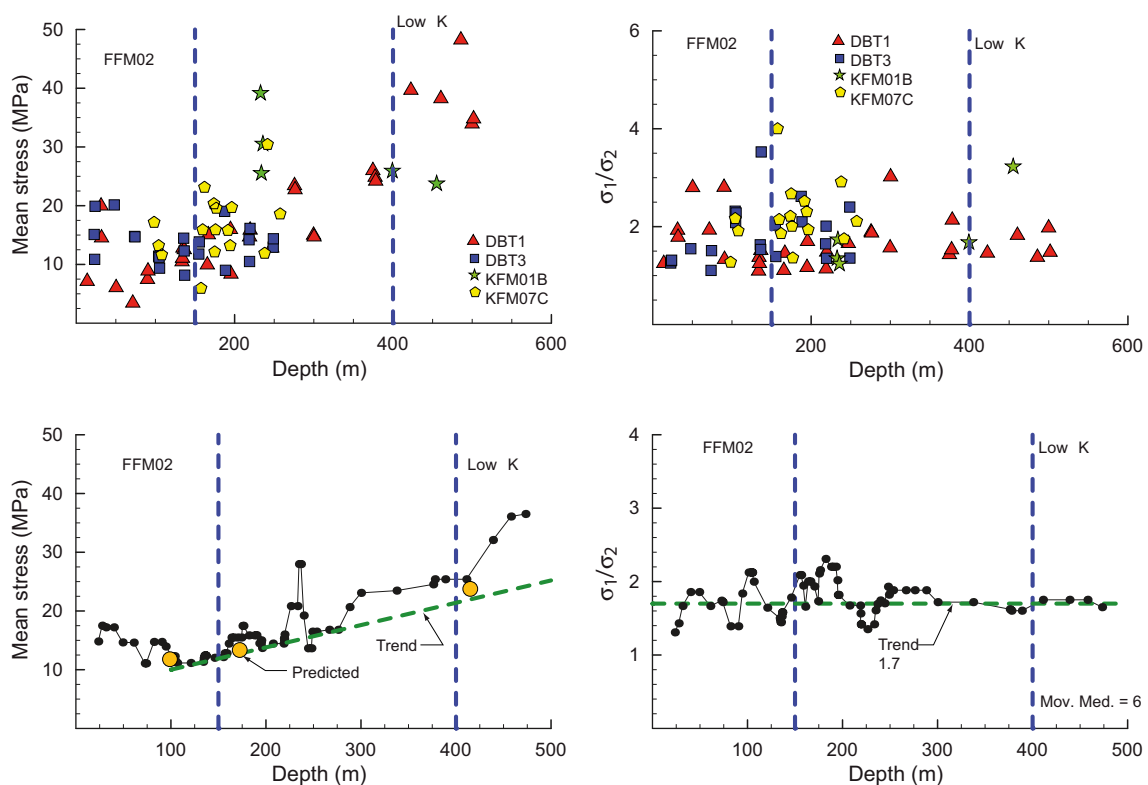 Low K
FFM02
Mean stress (MPa)
50
40
30
20
10
DBT1
DBT3
KFM01B
KFM07C
200
400
600
Depth (m)
FFM02
DBT1
DBT3
KFM01B
KFM07C
Low K
σ1/σ2
6
4
2
200
400
600
Depth (m)
FFM02
Low K
Mean stress (MPa)
50
40
30
20
10
Trend
Predicted
100
200
300
400
500
Depth (m)
FFM02
Low K
σ1/σ2
4
3
2
1
Trend
1.7
Mov. Med. = 6
100
200
300
400
500
Depth (m)